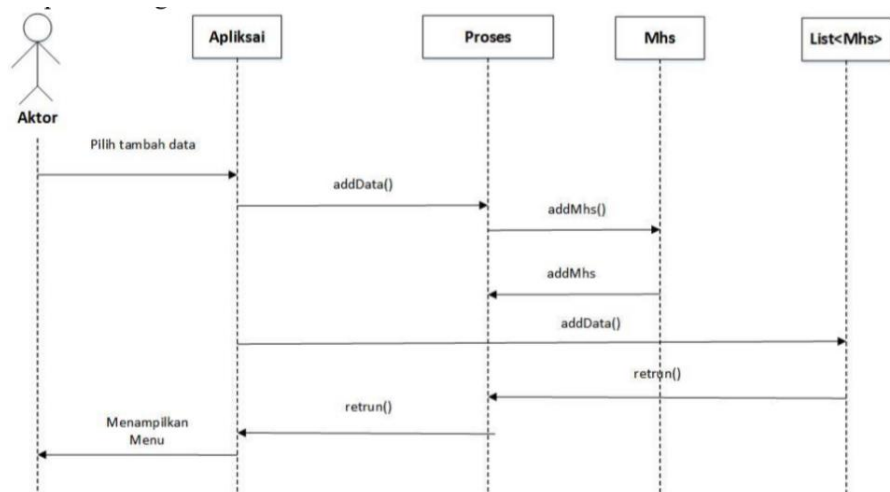 Apliksai
Proses
Mhs
List<Mhs>
Aktor
Pilih tambah data
addData()
addMhs()
addMhs
addData()
retrun()
retrun()
Menampilkan
Menu